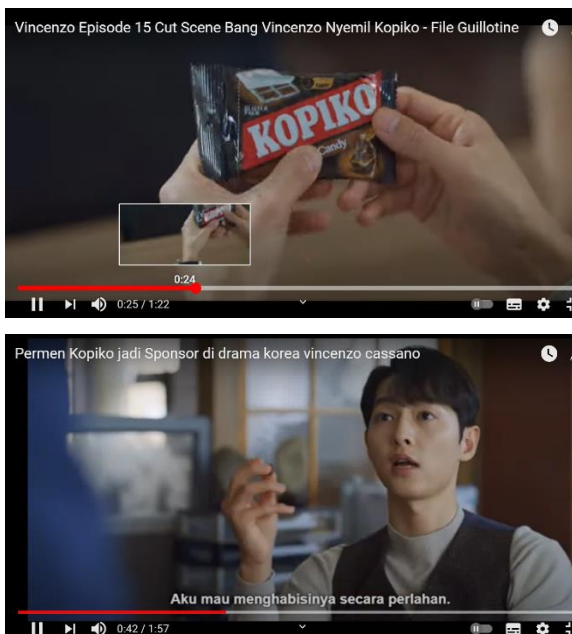 Vincenzo Episode 15 Cut Scene Bang Vincenzo Nyemil Kopiko - File Guillotine
KOPIKO
Candy
0:24
0:25 / 1:22
Permen Kopiko jadi Sponsor di drama korea vincenzo cassano
Aku mau menghabisinya secara perlahan.
0:42 / 1:57